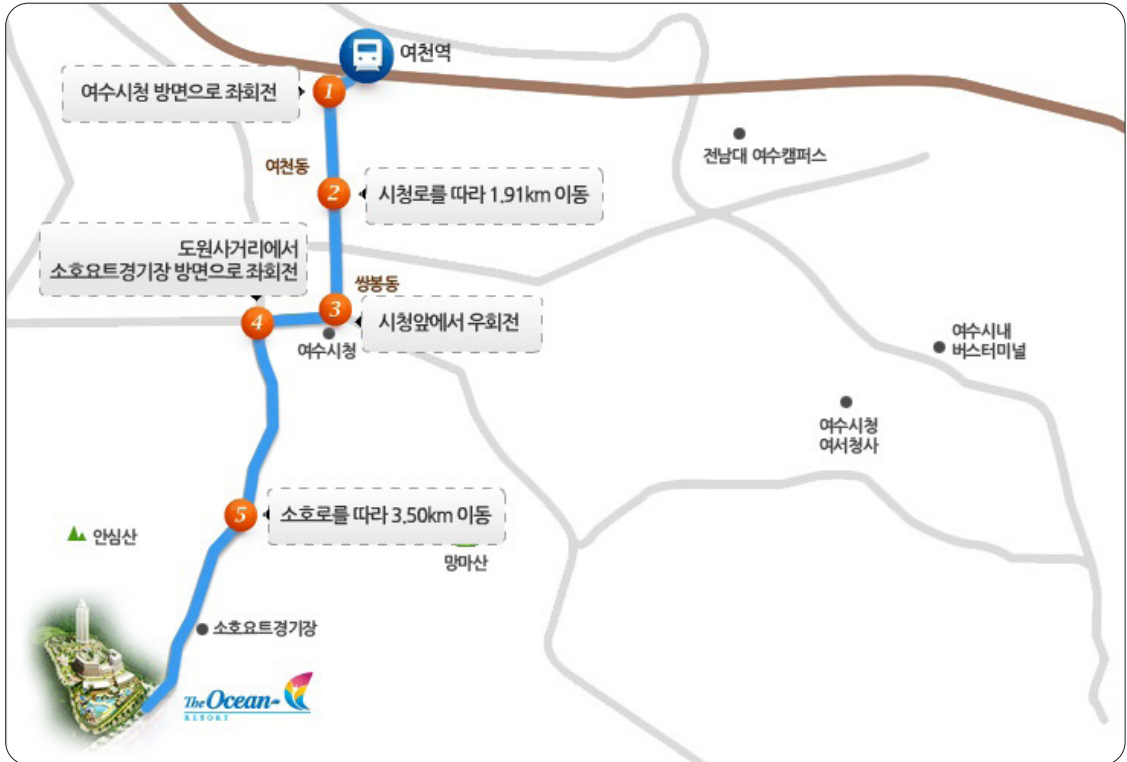 여천역
1
여수시청 방면으로 좌회전
전남대 여수캠퍼스
여천동
2
시청로를 따라 1.91km 이동
도원사거리에서
소호요트경기장 방면으로 좌회전
쌍봉동
3
4
시청앞에서 우회전
여수시청
여수시내
버스터미널
여수시청
여서청사
5
소호로를 따라 3.50km 이동
안심산
망마산
소호요트경기장
The Ocean
RESORT